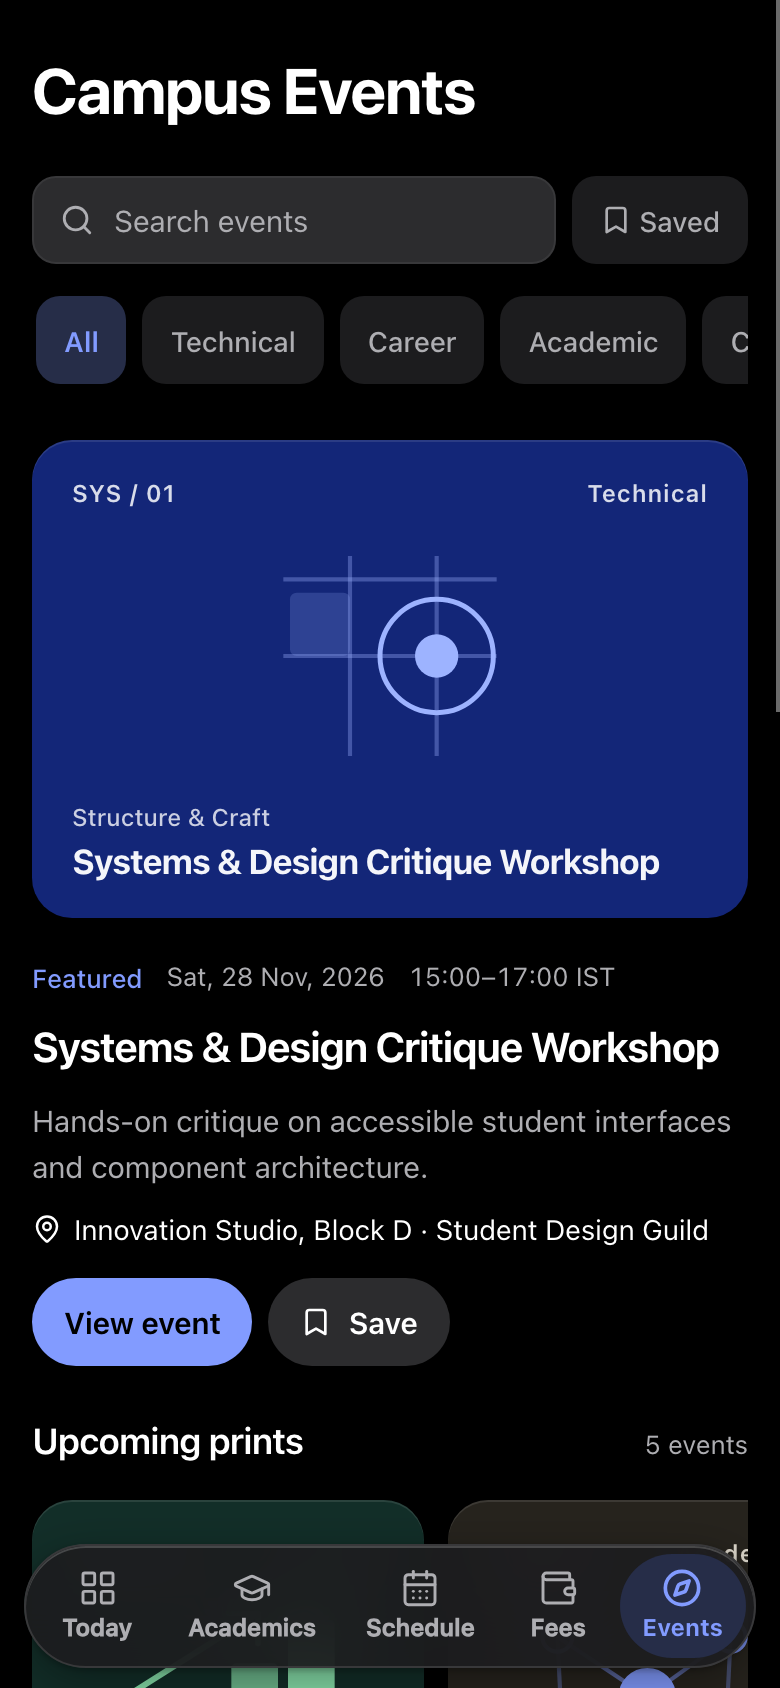 Campus Events
Search events
Saved
All
Technical
Career
Academic
SYS / 01
Technical
Structure & Craft
Systems & Design Critique Workshop
Featured
Sat, 28 Nov, 2026
15:00–17:00 IST
Systems & Design Critique Workshop
Hands-on critique on accessible student interfaces
and component architecture.
Innovation Studio, Block D · Student Design Guild
View event
Save
Upcoming prints
5 events
Today
Academics
Schedule
Fees
Events